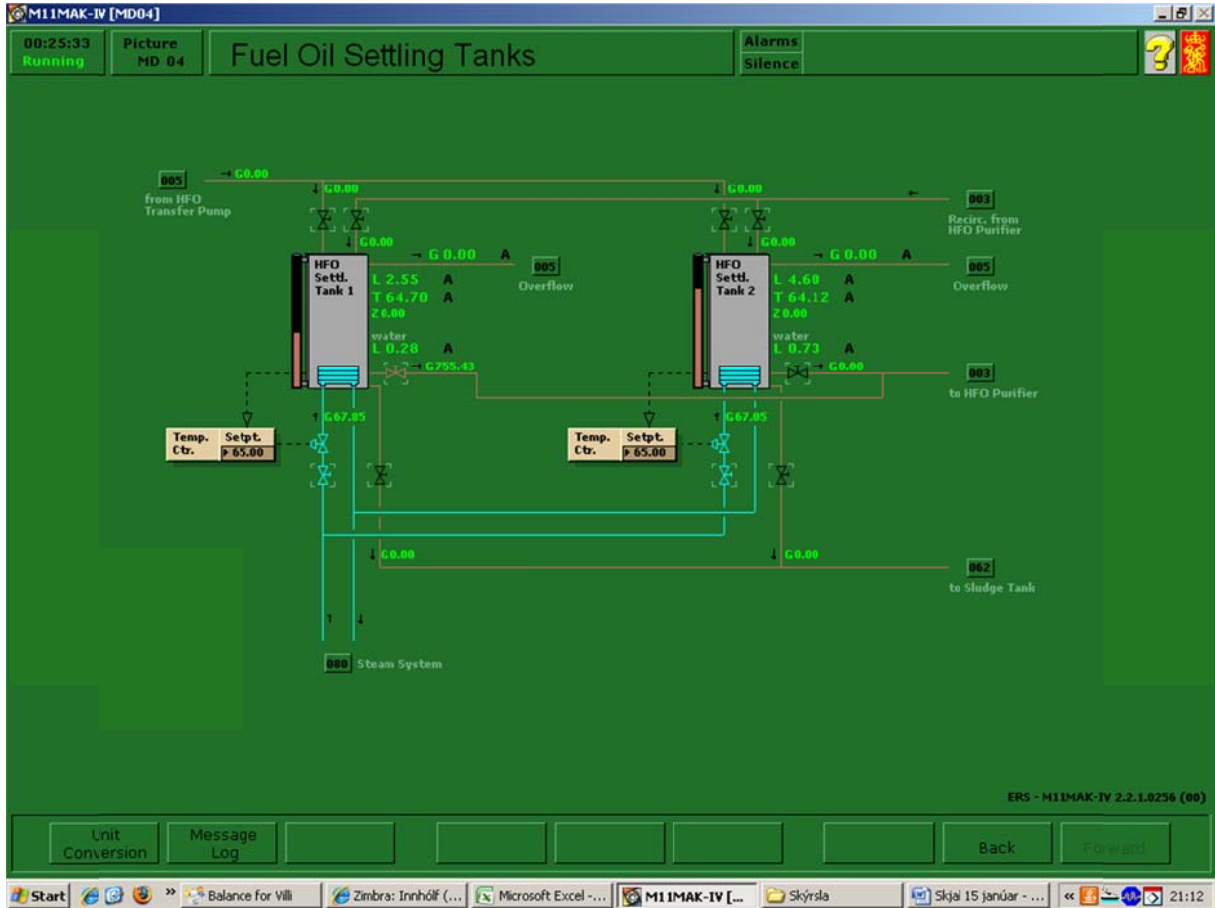 M11MAK-IV [MD04]
00:25:33
Running
Picture
MD 04
Fuel Oil Settling Tanks
Alarms
Silence
?
005
G0.00
from HFO
Transfer Pump
G0.00
G0.00
003
Recirc. from
HFO Purifier
G0.00
G0.00
HFO
Settl.
Tank 1
G 0.00 A
005
Overflow
L 2.55 A
T 64.70 A
Z 0.00
water
L 0.28 A
G755.43
HFO
Settl.
Tank 2
G 0.00 A
005
Overflow
L 4.60 A
T 64.12 A
Z 0.00
water
L 0.73 A
G0.00
003
to HFO Purifier
G67.85
Temp.
Ctr.
Setpt.
65.00
G67.05
Temp.
Ctr.
Setpt.
65.00
G0.00
G0.00
062
to Sludge Tank
080 Steam System
ERS - M11MAK-IV 2.2.1.0256 (00)
Unit
Conversion
Message
Log
Back
Forward
Start
»
Balance for Villi
Zimbra: Innhólf (...
Microsoft Excel -...
M11MAK-IV [...
Skýrsla
Skjal 15 janúar - ...
«
21:12